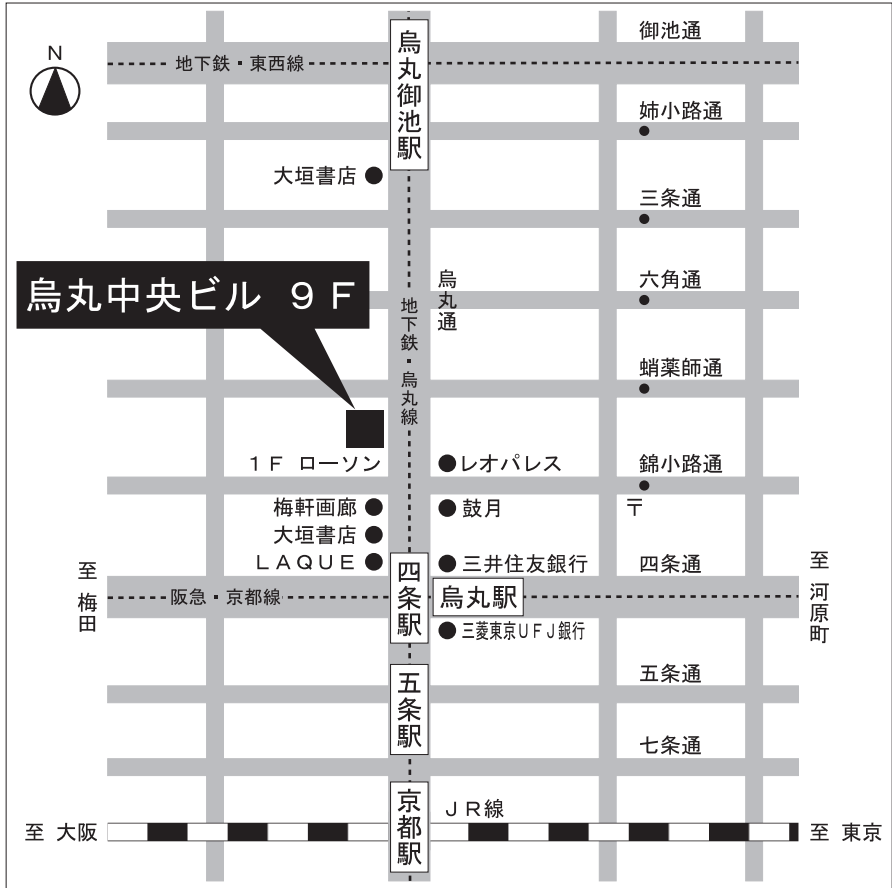 御池通
N
地下鉄・東西線
烏丸御池駅
姉小路通
大垣書店
三条通
烏丸中央ビル ９Ｆ
烏丸通
六角通
地下鉄・烏丸線
蛸薬師通
１Ｆ ローソン
レオパレス
錦小路通
梅軒画廊
鼓月
〒
大垣書店
ＬＡＱＵＥ
三井住友銀行
四条通
至 梅田
阪急・京都線
四条駅
烏丸駅
至 河原町
三菱東京ＵＦＪ銀行
五条通
五条駅
七条通
京都駅
ＪＲ線
至 大阪
至 東京